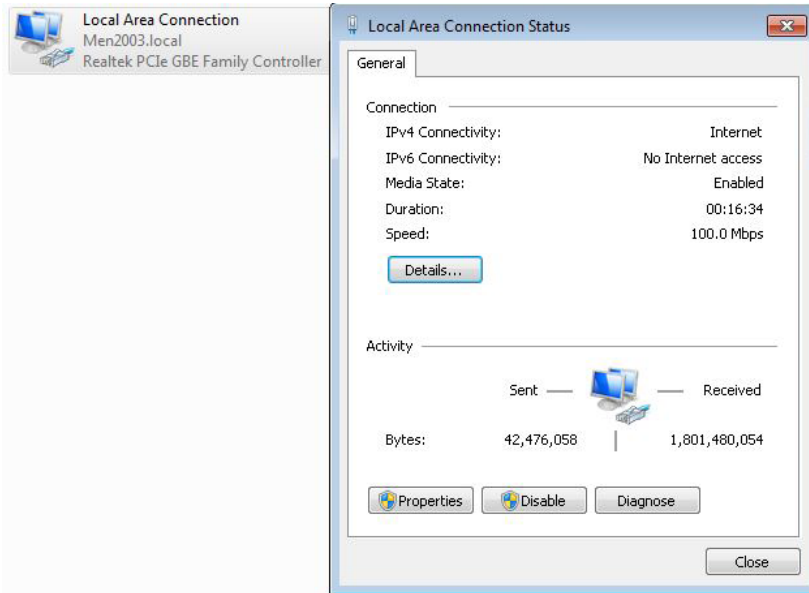 Local Area Connection
Men2003.local
Realtek PCIe GBE Family Controller
Local Area Connection Status
General
Connection
IPv4 Connectivity: Internet
IPv6 Connectivity: No Internet access
Media State: Enabled
Duration: 00:16:34
Speed: 100.0 Mbps
Details...
Activity
Sent Received
Bytes: 42,476,058 1,801,480,054
Properties Disable Diagnose
Close